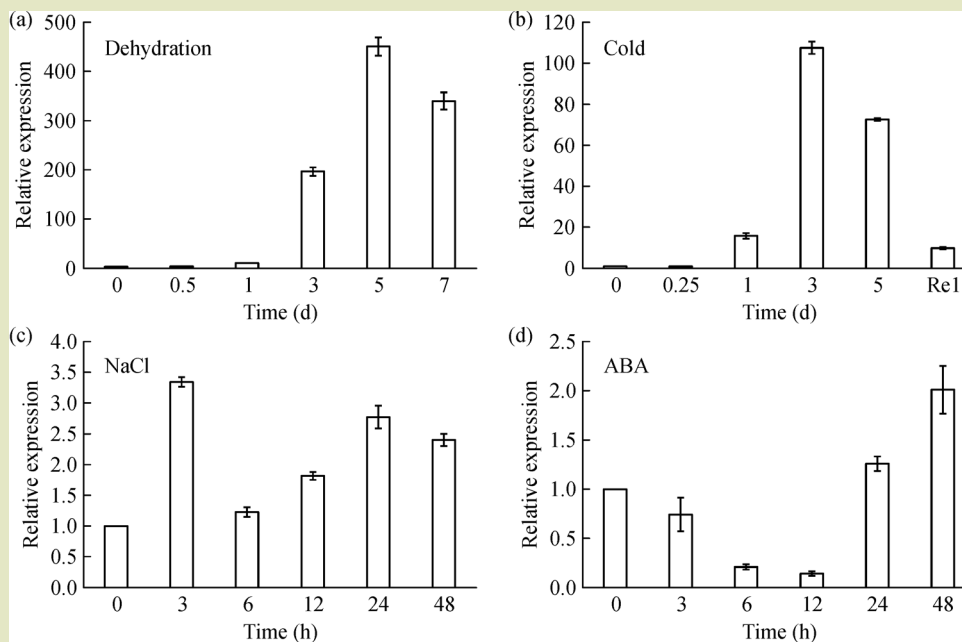 (a)
Dehydration
Relative expression
500
400
300
200
100
0
0 0.5 1 3 5 7
Time (d)
(b)
Cold
Relative expression
120
100
80
60
40
20
0
0 0.25 1 3 5 Re1
Time (d)
(c)
NaCl
Relative expression
4.0
3.5
3.0
2.5
2.0
1.5
1.0
0.5
0.0
0 3 6 12 24 48
Time (h)
(d)
ABA
Relative expression
2.5
2.0
1.5
1.0
0.5
0.0
0 3 6 12 24 48
Time (h)